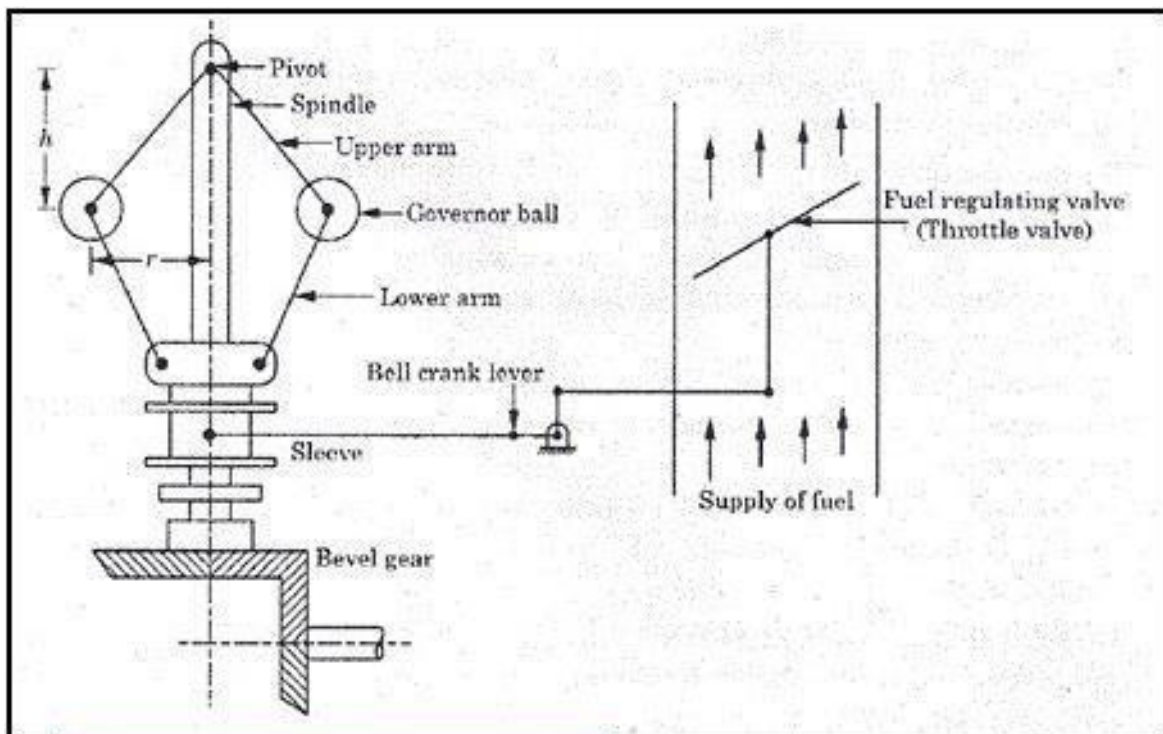 Pivot
Spindle
h
Upper arm
Governor ball
r
Lower arm
Fuel regulating valve
(Throttle valve)
Bell crank lever
Sleeve
Supply of fuel
Bevel gear